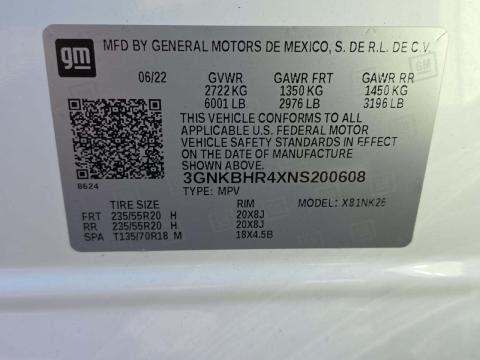 gm
MFD BY GENERAL MOTORS DE MEXICO, S. DE R.L. DE C.V.
06/22 GVWR GAWR FRT GAWR RR
2722 KG 1350 KG 1450 KG
6001 LB 2976 LB 3196 LB
THIS VEHICLE CONFORMS TO ALL
APPLICABLE U.S. FEDERAL MOTOR
VEHICLE SAFETY STANDARDS IN EFFECT
ON THE DATE OF MANUFACTURE
SHOWN ABOVE.
3GNKBHR4XNS200608
8624
TYPE: MPV MODEL: X81NK26
TIRE SIZE RIM
FRT 235/55R20 H 20X8J
RR 235/55R20 H 20X8J
SPA T135/70R18 M 18X4.5B